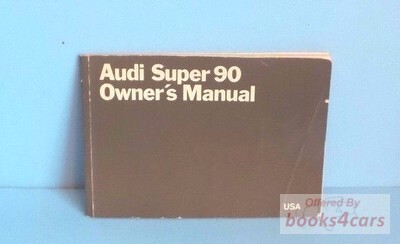 Audi Super 90
Owner´s Manual
USA
Offered By
books4cars